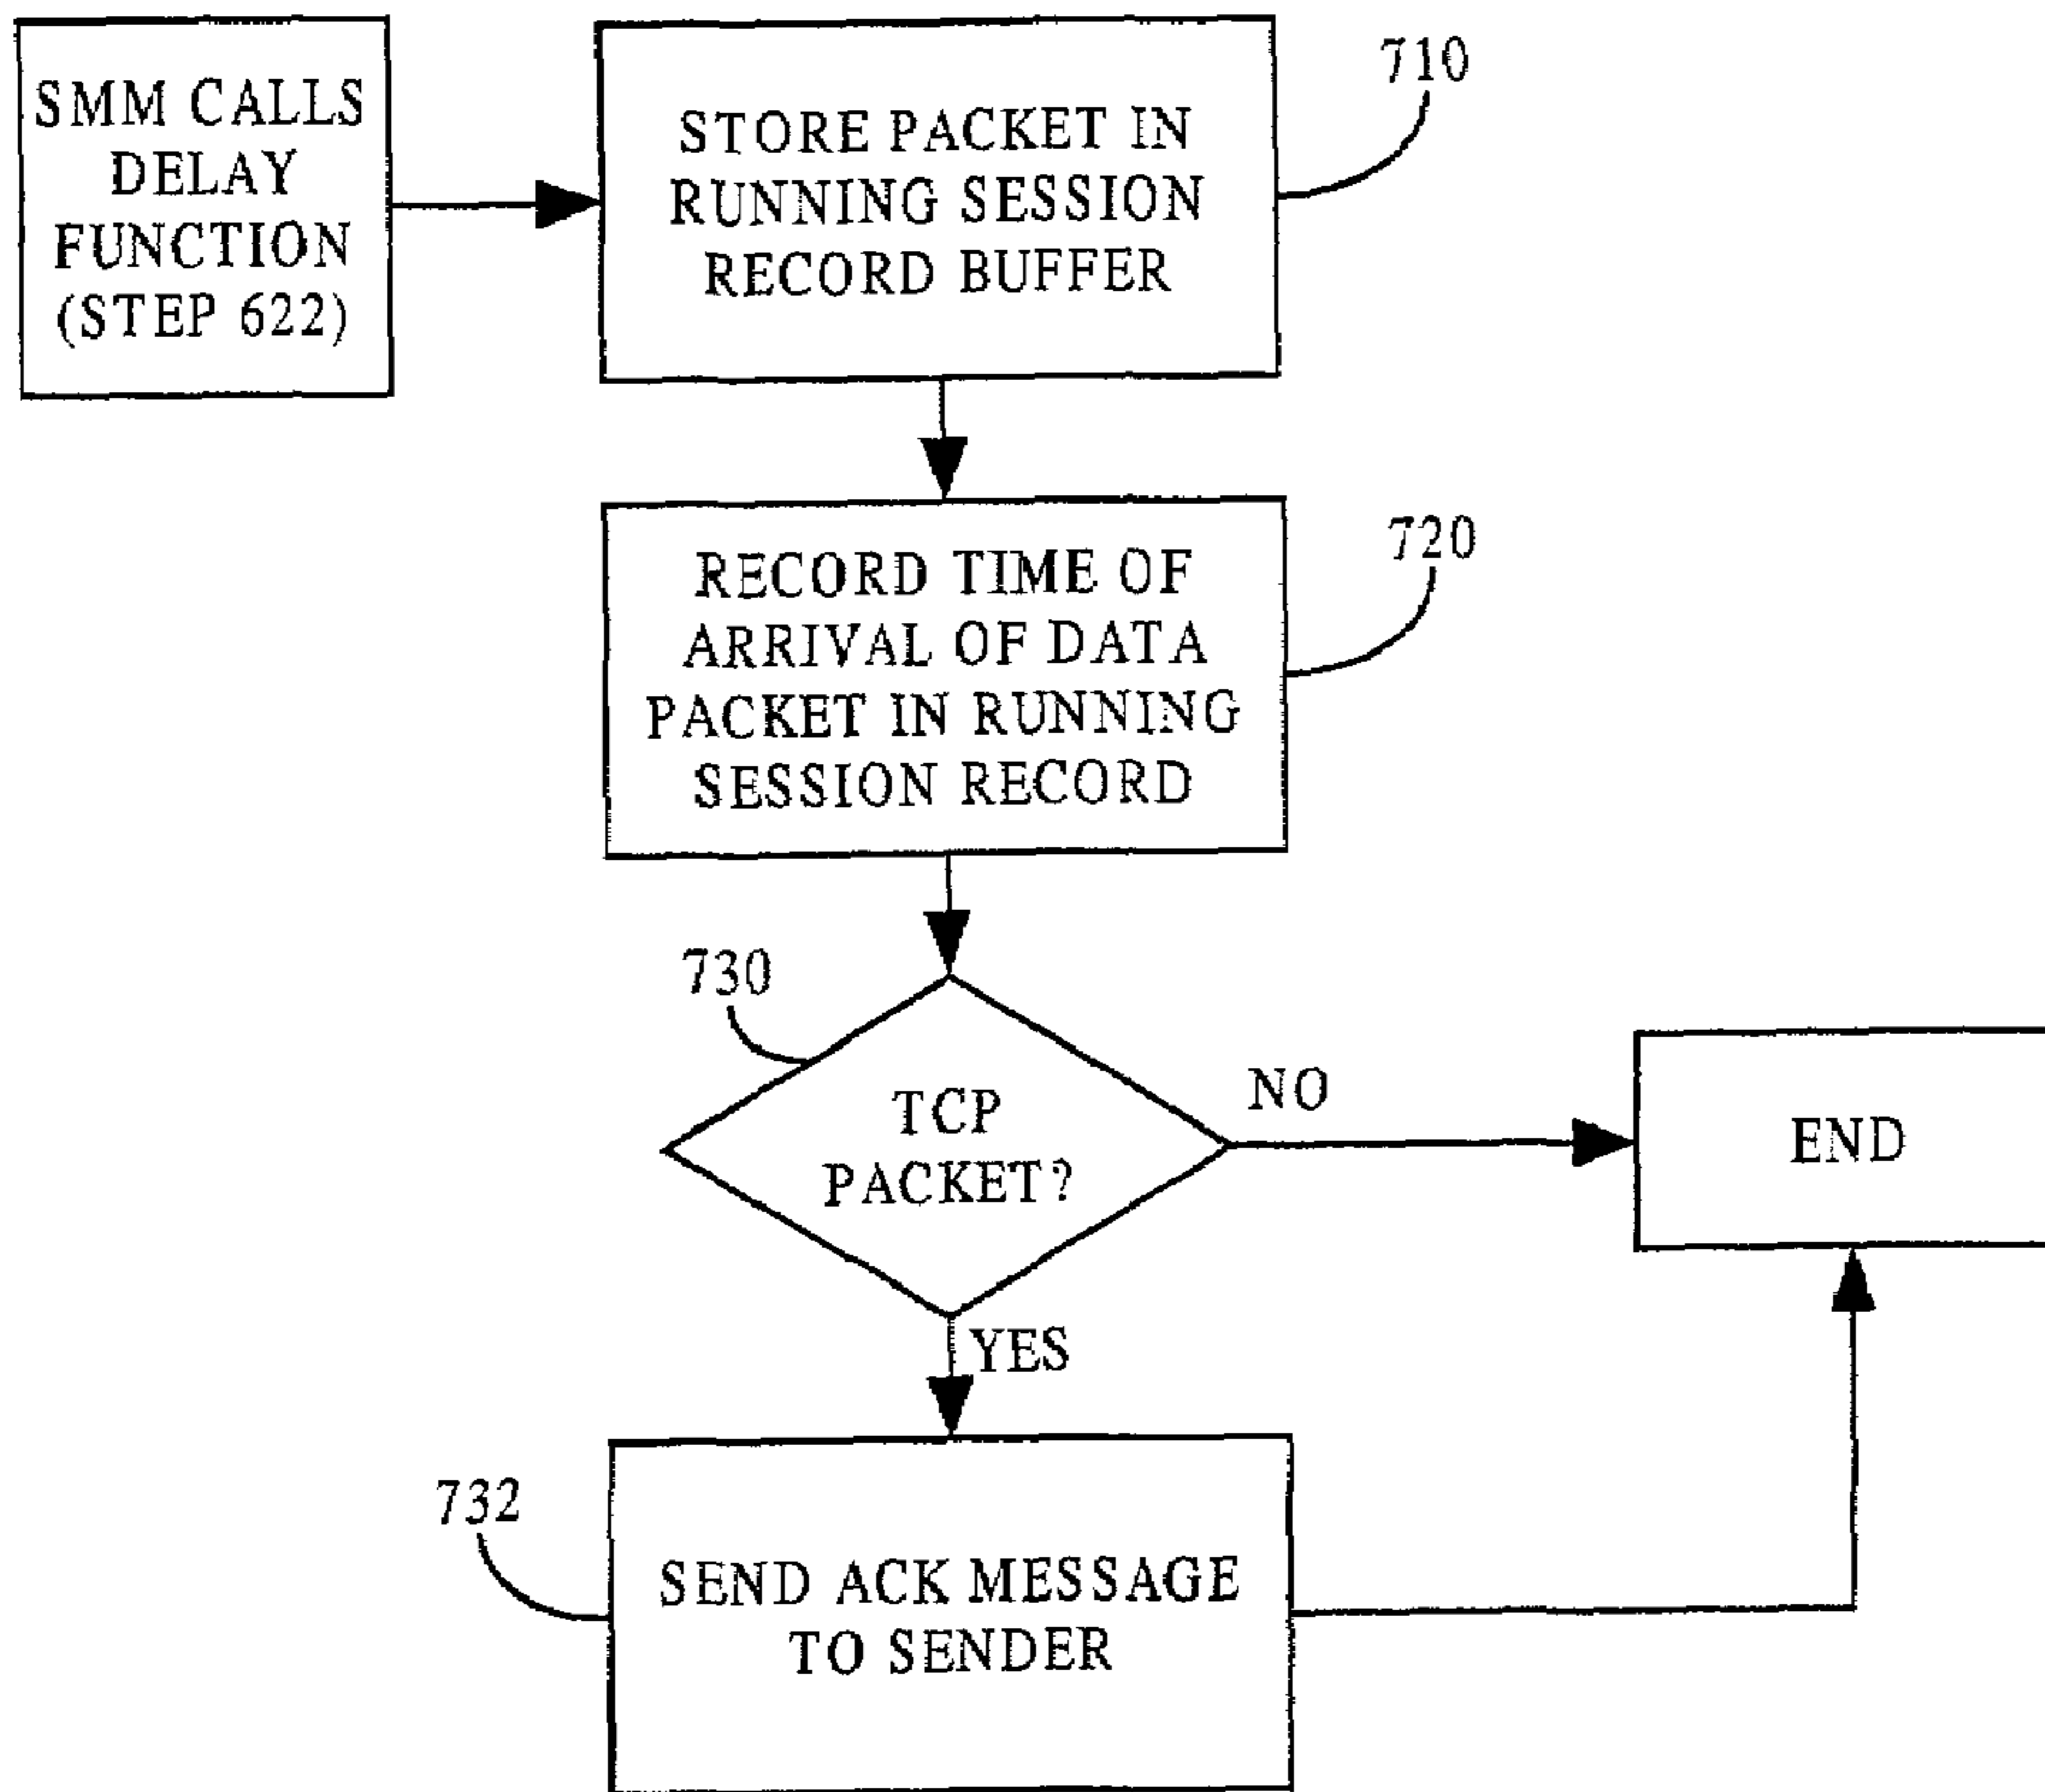 SMM CALLS
DELAY
FUNCTION
(STEP 622)
STORE PACKET IN
RUNNING SESSION
RECORD BUFFER
710
RECORD TIME OF
ARRIVAL OF DATA
PACKET IN RUNNING
SESSION RECORD
720
730
TCP
PACKET?
NO
END
YES
732
SEND ACK MESSAGE
TO SENDER